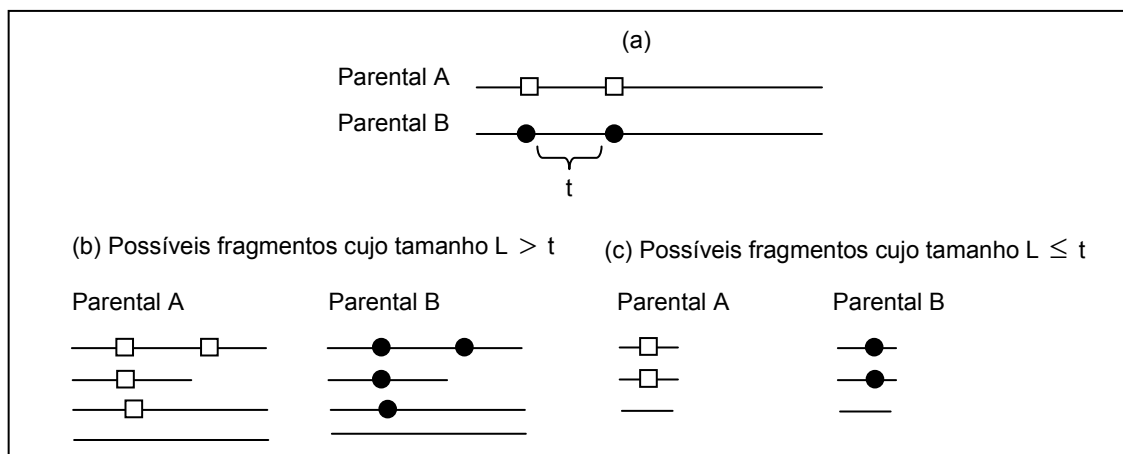 (a)
Parental A
Parental B
t
(b) Possíveis fragmentos cujo tamanho L > t
(c) Possíveis fragmentos cujo tamanho L ≤ t
Parental A
Parental B
Parental A
Parental B